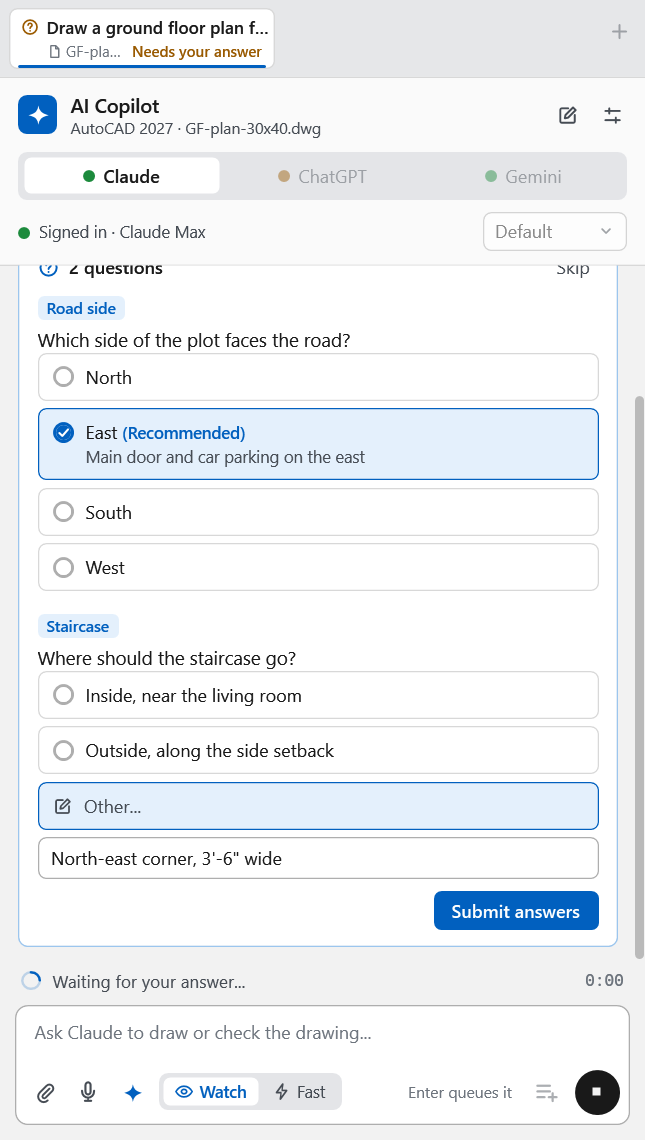 Draw a ground floor plan f...
GF-pla... Needs your answer
AI Copilot
AutoCAD 2027 · GF-plan-30x40.dwg
Claude ChatGPT Gemini
Signed in · Claude Max Default
2 questions Skip
Road side
Which side of the plot faces the road?
North
East (Recommended)
Main door and car parking on the east
South
West
Staircase
Where should the staircase go?
Inside, near the living room
Outside, along the side setback
Other...
North-east corner, 3'-6" wide
Submit answers
Waiting for your answer... 0:00
Ask Claude to draw or check the drawing...
Watch Fast Enter queues it